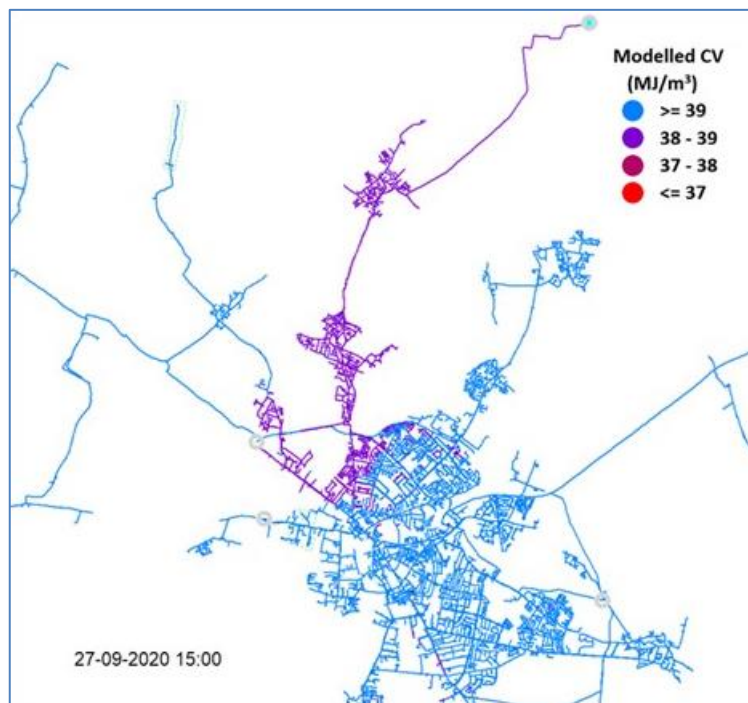 Modelled CV
(MJ/m³)
>= 39
38 - 39
37 - 38
<= 37
27-09-2020 15:00